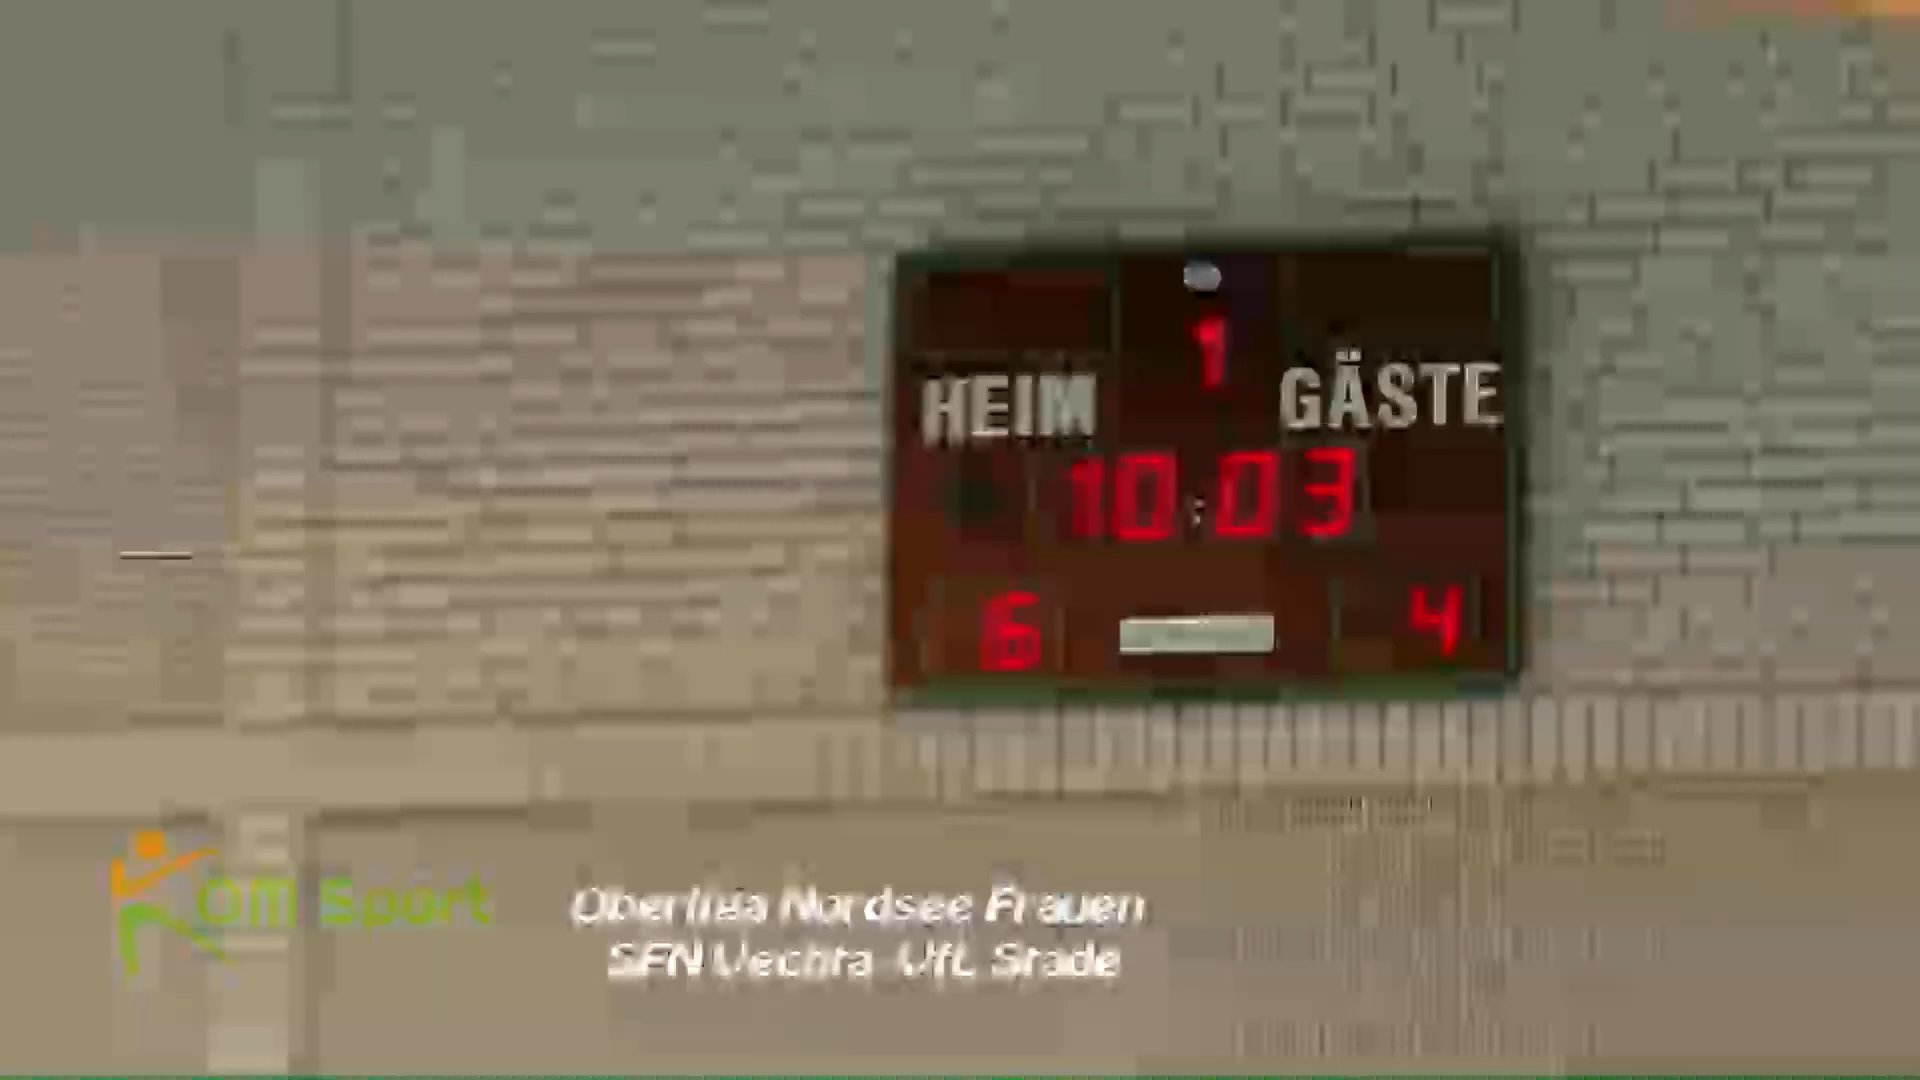 1
HEIM GÄSTE
10:03
6 4
OM Sport
Oberliga Nordsee Frauen
SFN Vechta - VfL Stade